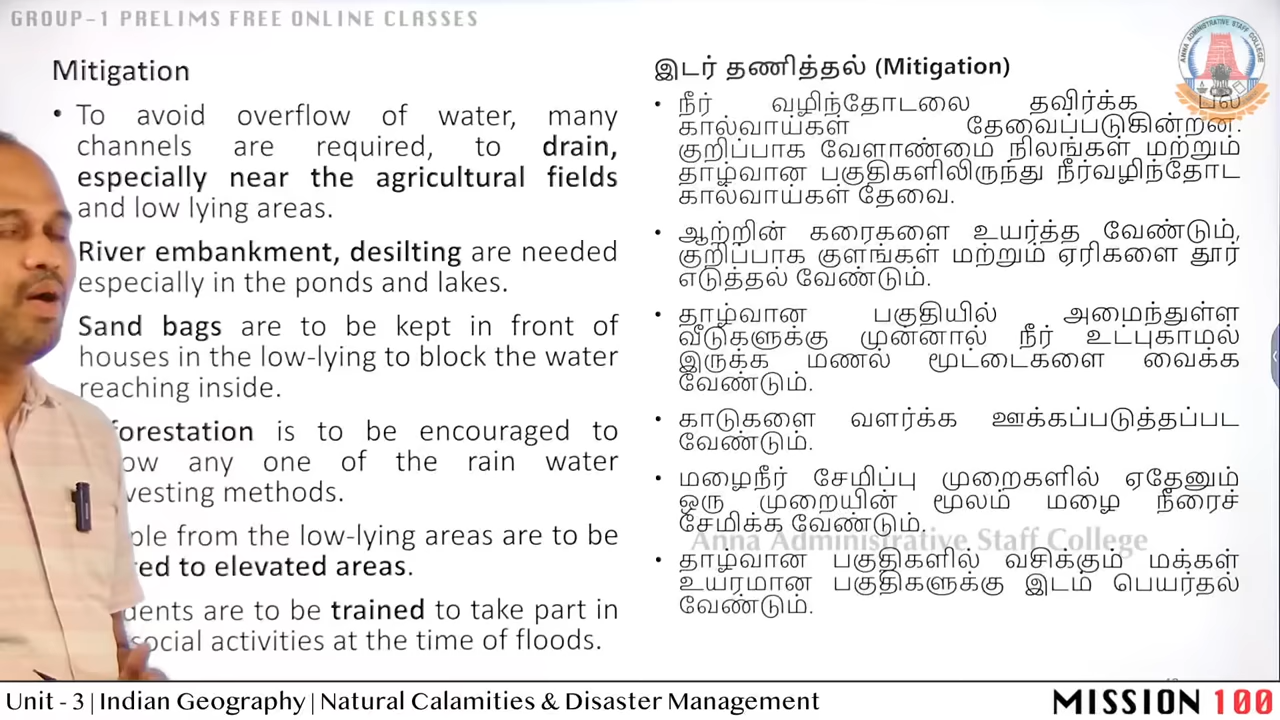 GROUP-1 PRELIMS FREE ONLINE CLASSES
Mitigation
• To avoid overflow of water, many
channels are required, to drain,
especially near the agricultural fields
and low lying areas.
River embankment, desilting are needed
especially in the ponds and lakes.
Sand bags are to be kept in front of
houses in the low-lying to block the water
reaching inside.
is to be encouraged to
any one of the rain water
methods.
from the low-lying areas are to be
to elevated areas.
are to be trained to take part in
social activities at the time of floods.
இடர் தணித்தல் (Mitigation)
• நீர் வழிந்தோடலை தவிர்க்க பல
கால்வாய்கள் தேவைப்படுகின்றன.
குறிப்பாக வேளாண்மை நிலங்கள் மற்றும்
தாழ்வான பகுதிகளிலிருந்து நீர்வழிந்தோட
கால்வாய்கள் தேவை.
• ஆற்றின் கரைகளை உயர்த்த வேண்டும்,
குறிப்பாக குளங்கள் மற்றும் ஏரிகளை தூர்
எடுத்தல் வேண்டும்.
• தாழ்வான பகுதியில் அமைந்துள்ள
வீடுகளுக்கு முன்னால் நீர் உட்புகாமல்
இருக்க மணல் மூட்டைகளை வைக்க
வேண்டும்.
• காடுகளை வளர்க்க ஊக்கப்படுத்தப்பட
வேண்டும்.
• மழைநீர் சேமிப்பு முறைகளில் ஏதேனும்
ஒரு முறையின் மூலம் மழை நீரைச்
சேமிக்க வேண்டும்.
Anna Administrative Staff College
• தாழ்வான பகுதிகளில் வசிக்கும் மக்கள்
உயரமான பகுதிகளுக்கு இடம் பெயர்தல்
வேண்டும்.
ANNA ADMINISTRATIVE STAFF COLLEGE
Unit - 3 | Indian Geography | Natural Calamities & Disaster Management
MISSION 100